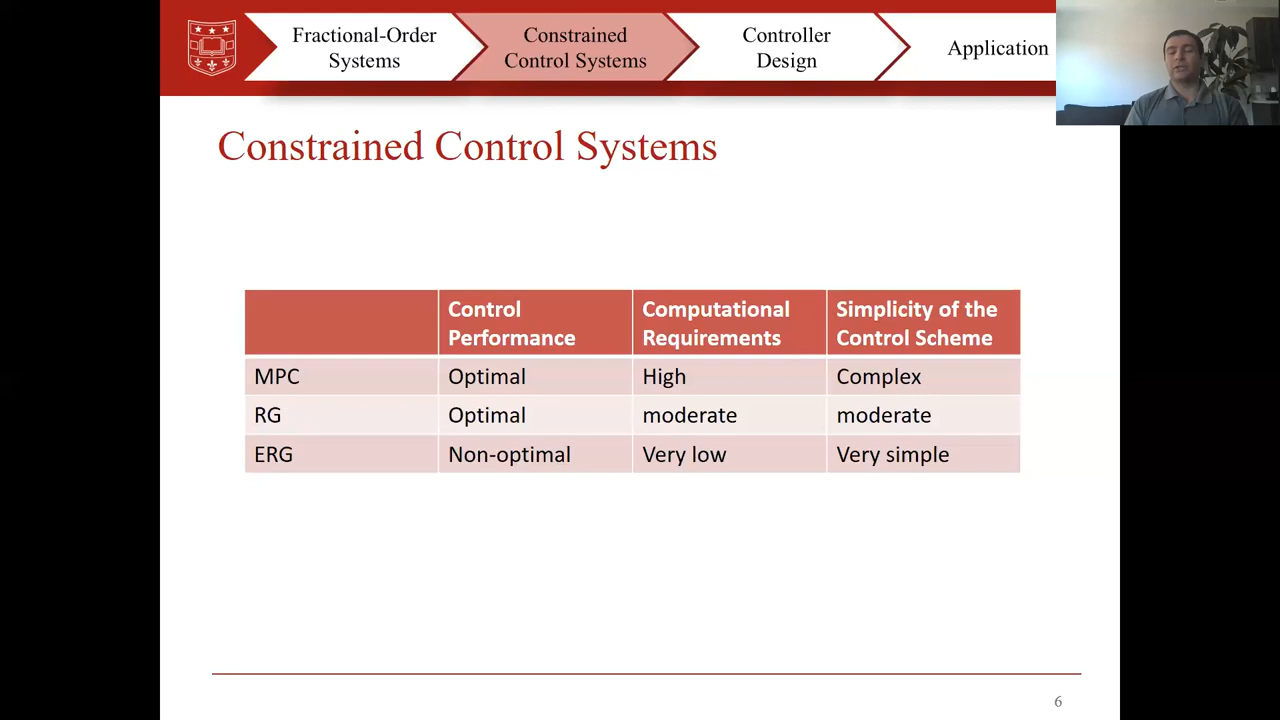 Fractional-Order
Systems
Constrained
Control Systems
Controller
Design
Application
Constrained Control Systems
Control
Performance
Computational
Requirements
Simplicity of the
Control Scheme
MPC
Optimal
High
Complex
RG
Optimal
moderate
moderate
ERG
Non-optimal
Very low
Very simple
6